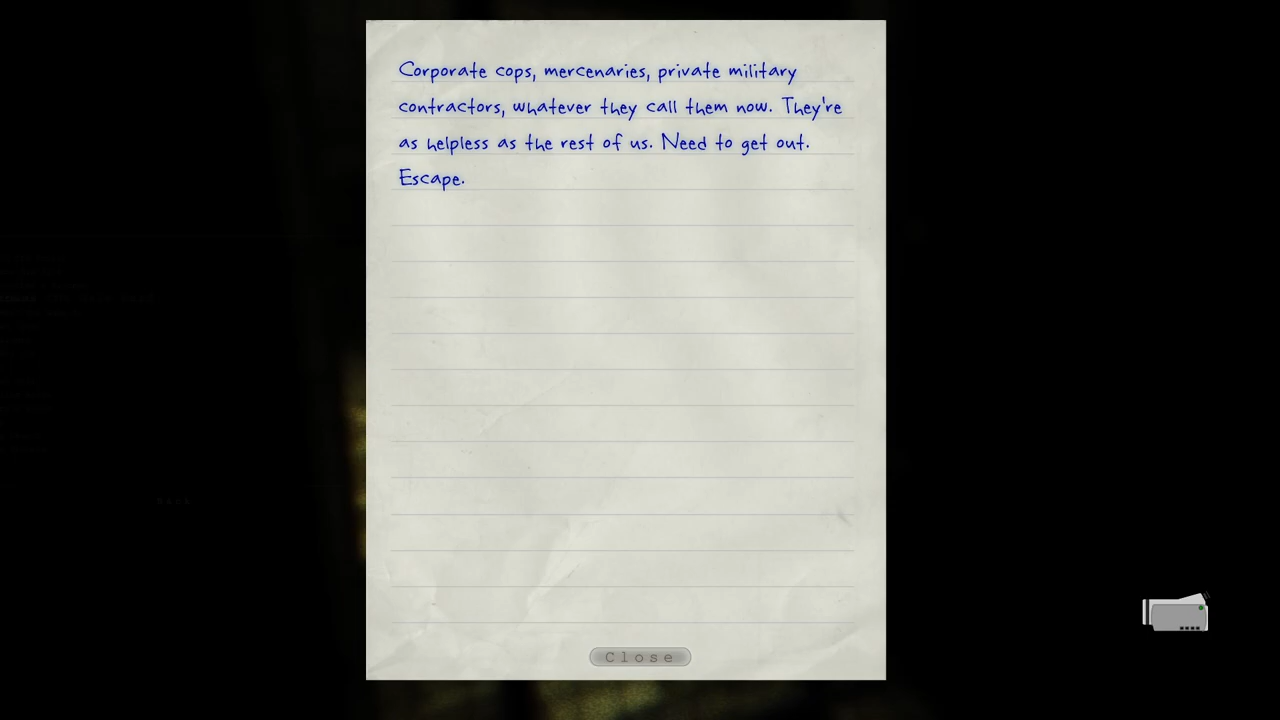 Corporate cops, mercenaries, private military
contractors, whatever they call them now. They're
as helpless as the rest of us. Need to get out.
Escape.
Close